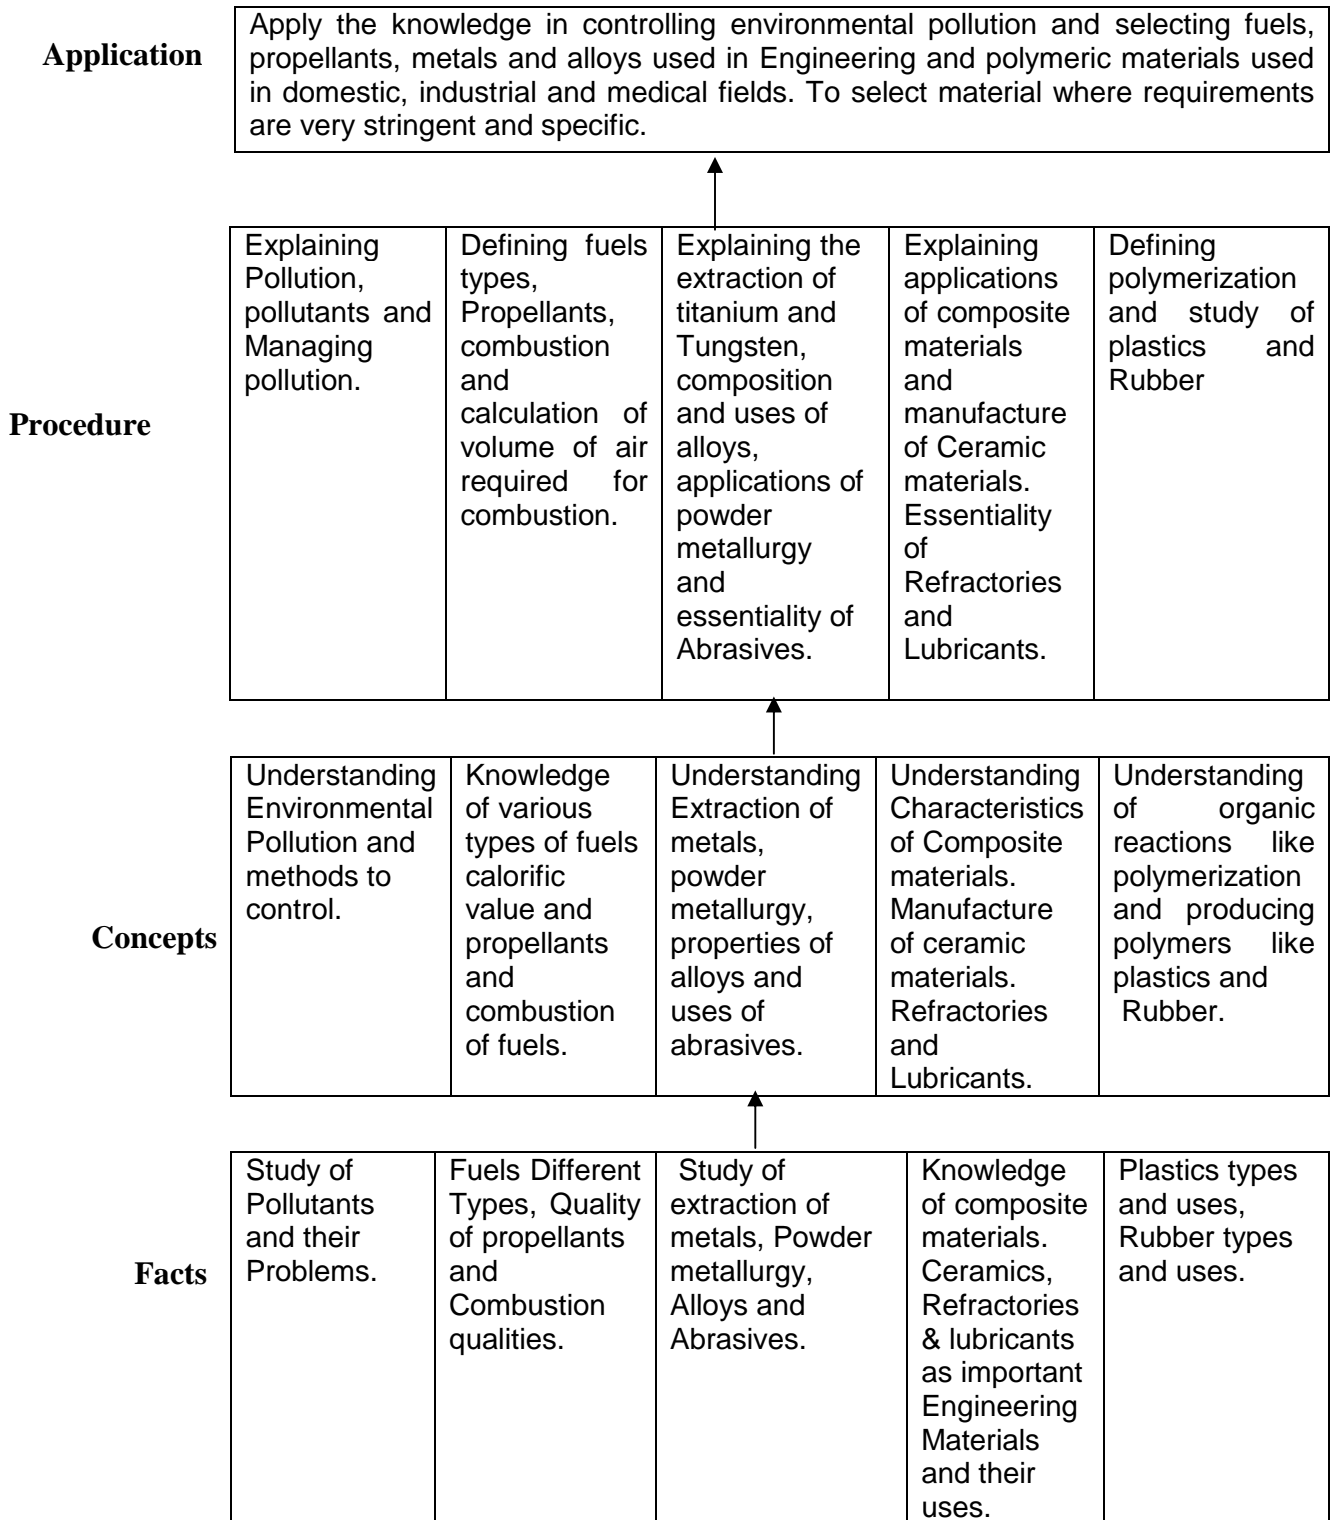 Application
Apply the knowledge in controlling environmental pollution and selecting fuels,
propellants, metals and alloys used in Engineering and polymeric materials used
in domestic, industrial and medical fields. To select material where requirements
are very stringent and specific.
Procedure
Explaining
Pollution,
pollutants and
Managing
pollution.
Defining fuels
types,
Propellants,
combustion
and
calculation of
volume of air
required for
combustion.
Explaining the
extraction of
titanium and
Tungsten,
composition
and uses of
alloys,
applications of
powder
metallurgy
and
essentiality of
Abrasives.
Explaining
applications
of composite
materials
and
manufacture
of Ceramic
materials.
Essentiality
of
Refractories
and
Lubricants.
Defining
polymerization
and study of
plastics and
Rubber
Concepts
Understanding
Environmental
Pollution and
methods to
control.
Knowledge
of various
types of fuels
calorific
value and
propellants
and
combustion
of fuels.
Understanding
Extraction of
metals,
powder
metallurgy,
properties of
alloys and
uses of
abrasives.
Understanding
Characteristics
of Composite
materials.
Manufacture
of ceramic
materials.
Refractories
and
Lubricants.
Understanding
of organic
reactions like
polymerization
and producing
polymers like
plastics and
Rubber.
Facts
Study of
Pollutants
and their
Problems.
Fuels Different
Types, Quality
of propellants
and
Combustion
qualities.
Study of
extraction of
metals, Powder
metallurgy,
Alloys and
Abrasives.
Knowledge
of composite
materials.
Ceramics,
Refractories
& lubricants
as important
Engineering
Materials
and their
uses.
Plastics types
and uses,
Rubber types
and uses.